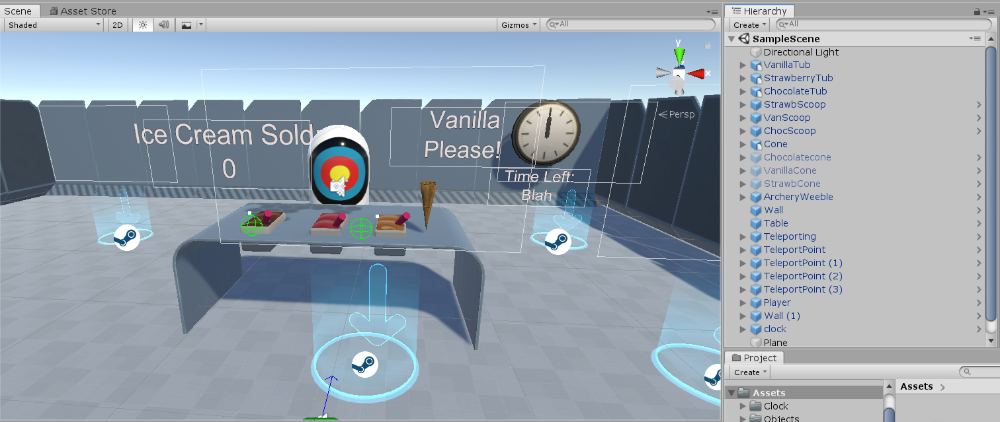 Scene
Asset Store
Shaded
2D
Gizmos
All
y
x
Persp
Ice Cream Sold
0
Vanilla
Please!
Time Left:
Blah
Hierarchy
Create
All
SampleScene
Directional Light
VanillaTub
StrawberryTub
ChocolateTub
StrawbScoop
VanScoop
ChocScoop
Cone
Chocolatecone
VanillaCone
StrawbCone
ArcheryWeeble
Wall
Table
Teleporting
TeleportPoint
TeleportPoint (1)
TeleportPoint (2)
TeleportPoint (3)
Player
Wall (1)
clock
Plane
Project
Create
Assets
Clock
Objects
Assets